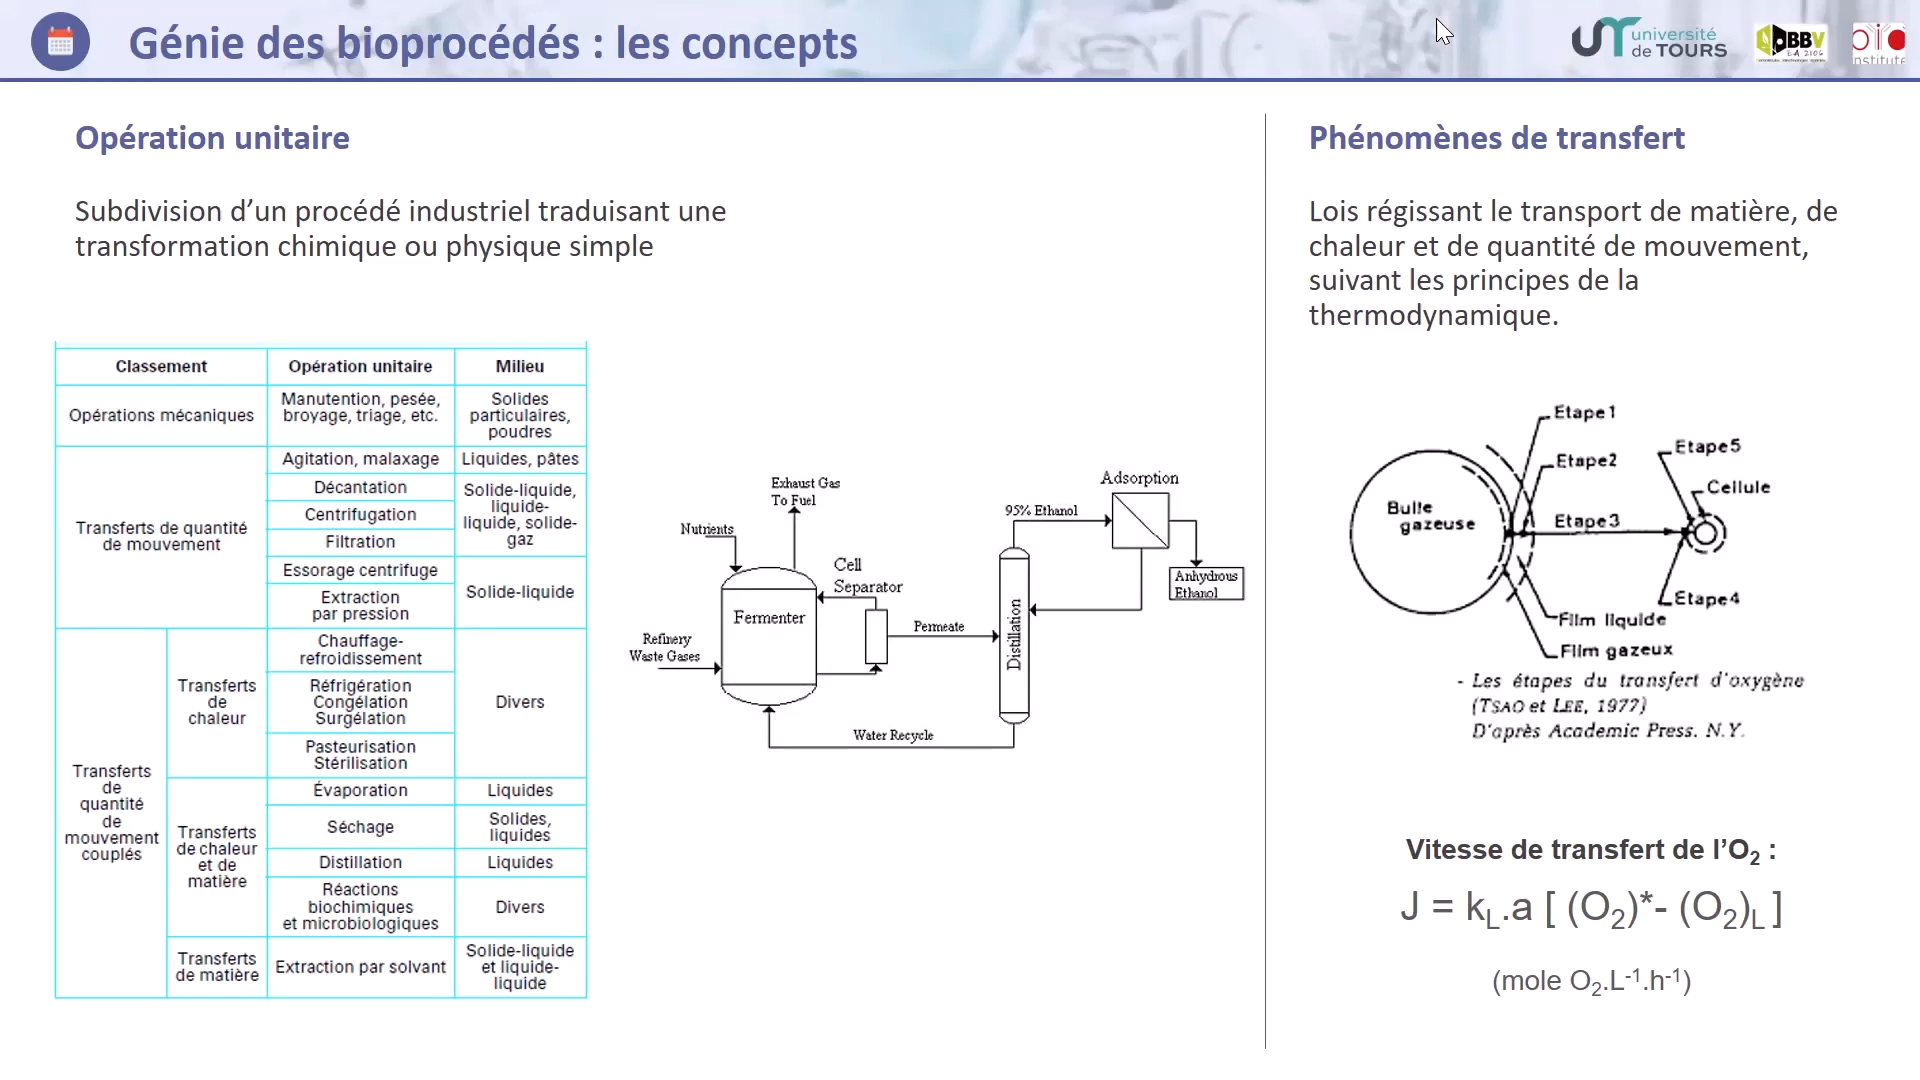 Génie des bioprocédés : les concepts
université
de TOURS
BBV
EA 2106
Opération unitaire
Subdivision d’un procédé industriel traduisant une
transformation chimique ou physique simple
Classement
Opération unitaire
Milieu
Opérations mécaniques
Manutention, pesée,
broyage, triage, etc.
Solides
particulaires,
poudres
Transferts de quantité
de mouvement
Agitation, malaxage
Liquides, pâtes
Décantation
Centrifugation
Filtration
Solide-liquide,
liquide-
liquide, solide-
gaz
Essorage centrifuge
Extraction
par pression
Solide-liquide
Transferts
de
quantité
de
mouvement
couplés
Transferts
de
chaleur
Chauffage-
refroidissement
Réfrigération
Congélation
Surgélation
Pasteurisation
Stérilisation
Divers
Transferts
de chaleur
et de
matière
Évaporation
Liquides
Séchage
Solides,
liquides
Distillation
Liquides
Réactions
biochimiques
et microbiologiques
Divers
Transferts
de matière
Extraction par solvant
Solide-liquide
et liquide-
liquide
Exhaust Gas
To Fuel
Nutrients
Cell
Separator
Fermenter
Refinery
Waste Gases
Permeate
Water Recycle
Distillation
95% Ethanol
Adsorption
Anhydrous
Ethanol
Phénomènes de transfert
Lois régissant le transport de matière, de
chaleur et de quantité de mouvement,
suivant les principes de la
thermodynamique.
Etape1
Etape2
Etape5
Cellule
Bulle
gazeuse
Etape3
Etape4
Film liquide
Film gazeux
- Les étapes du transfert d'oxygène
(TSAO et LEE, 1977)
D'après Academic Press. N.Y.
Vitesse de transfert de l’O₂ :
J = k_L.a [ (O₂)*- (O₂)_L ]
(mole O₂.L⁻¹.h⁻¹)